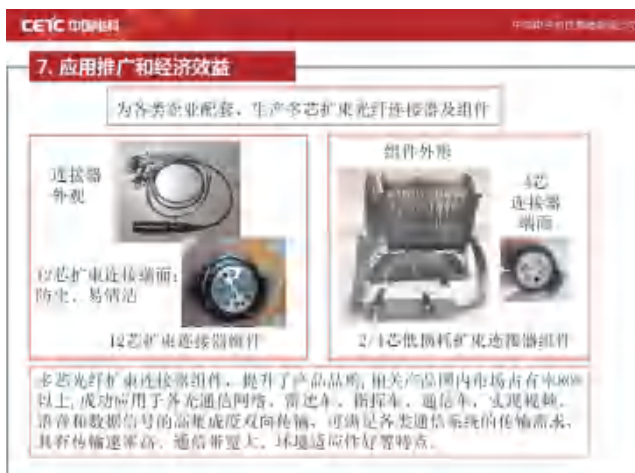 CETC 中国电科
7. 应用推广和经济效益
为各类企业配套、生产多芯扩束光纤连接器及组件
连接器
外观
12芯扩束连接端面：
防尘、易清洁
12芯扩束连接器组件
组件外形
4芯
连接器
端面
2/4芯低损耗扩束连接器组件
多芯光纤扩束连接器组件，提升了产品品质，相关产品国内市场占有率80%
以上，成功应用于各光通信网络、雷达车、指挥车、通信车，实现视频、
语音和数据信号的高集成度双向传输，可满足各类通信系统的传输需求，
具有传输速率高、通信带宽大、环境适应性好等特点。